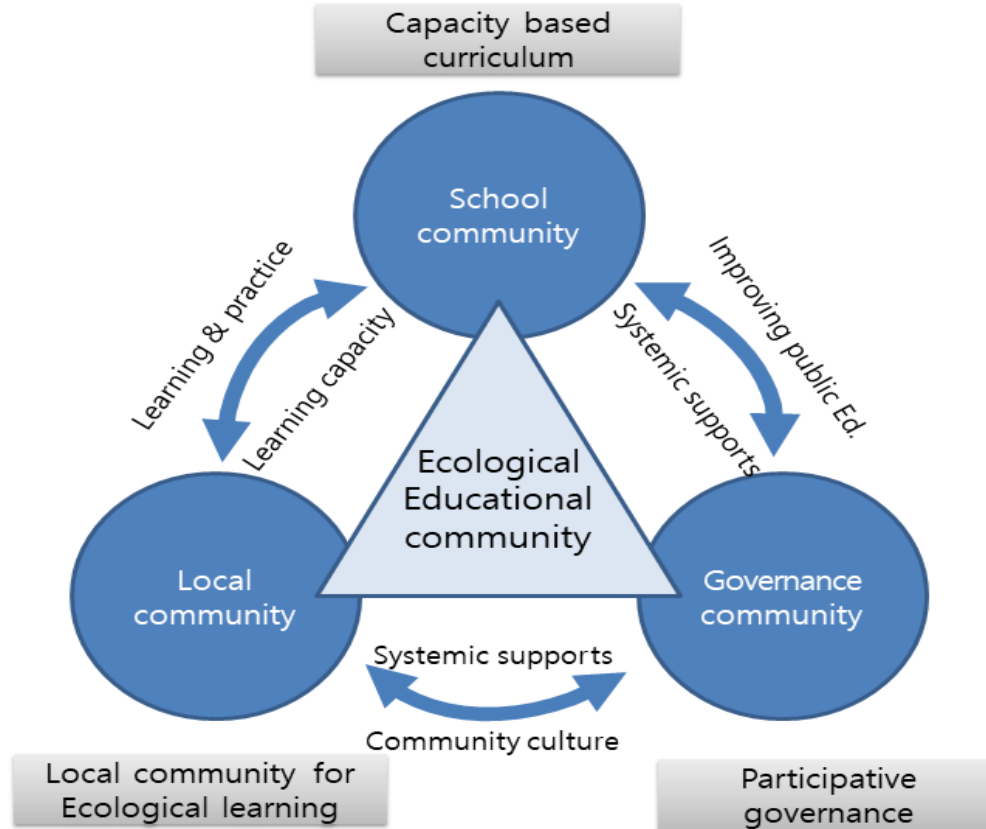 Capacity based
curriculum
School
community
Learning & practice
Learning capacity
Improving public Ed.
Systemic supports
Ecological
Educational
community
Local
community
Governance
community
Systemic supports
Community culture
Local community for
Ecological learning
Participative
governance